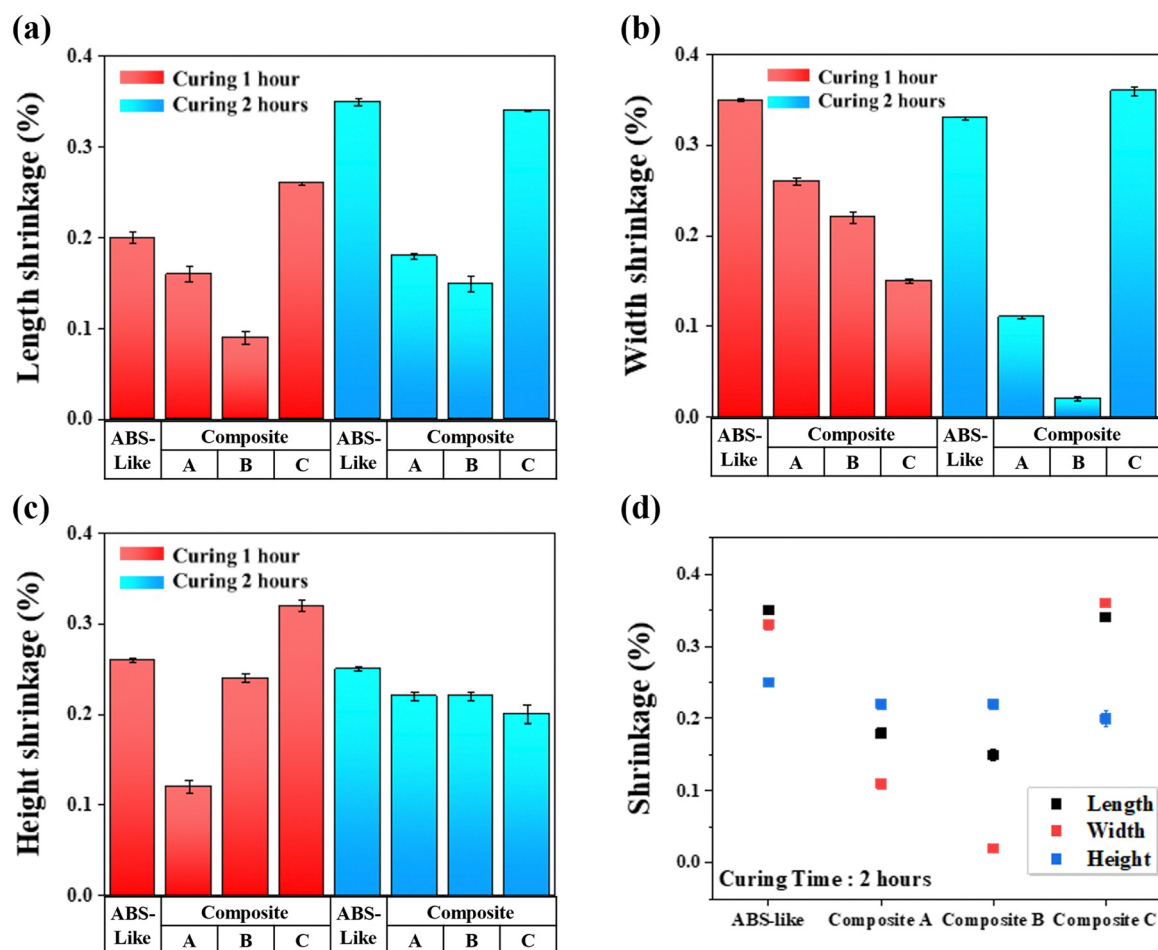 (a)
Length shrinkage (%)
0.4
0.3
0.2
0.1
0.0
Curing 1 hour
Curing 2 hours
ABS-
Like
Composite
A B C
ABS-
Like
Composite
A B C
(b)
Width shrinkage (%)
0.4
0.3
0.2
0.1
0.0
Curing 1 hour
Curing 2 hours
ABS-
Like
Composite
A B C
ABS-
Like
Composite
A B C
(c)
Height shrinkage (%)
0.4
0.3
0.2
0.1
0.0
Curing 1 hour
Curing 2 hours
ABS-
Like
Composite
A B C
ABS-
Like
Composite
A B C
(d)
Shrinkage (%)
0.4
0.3
0.2
0.1
0.0
Length
Width
Height
Curing Time : 2 hours
ABS-like Composite A Composite B Composite C